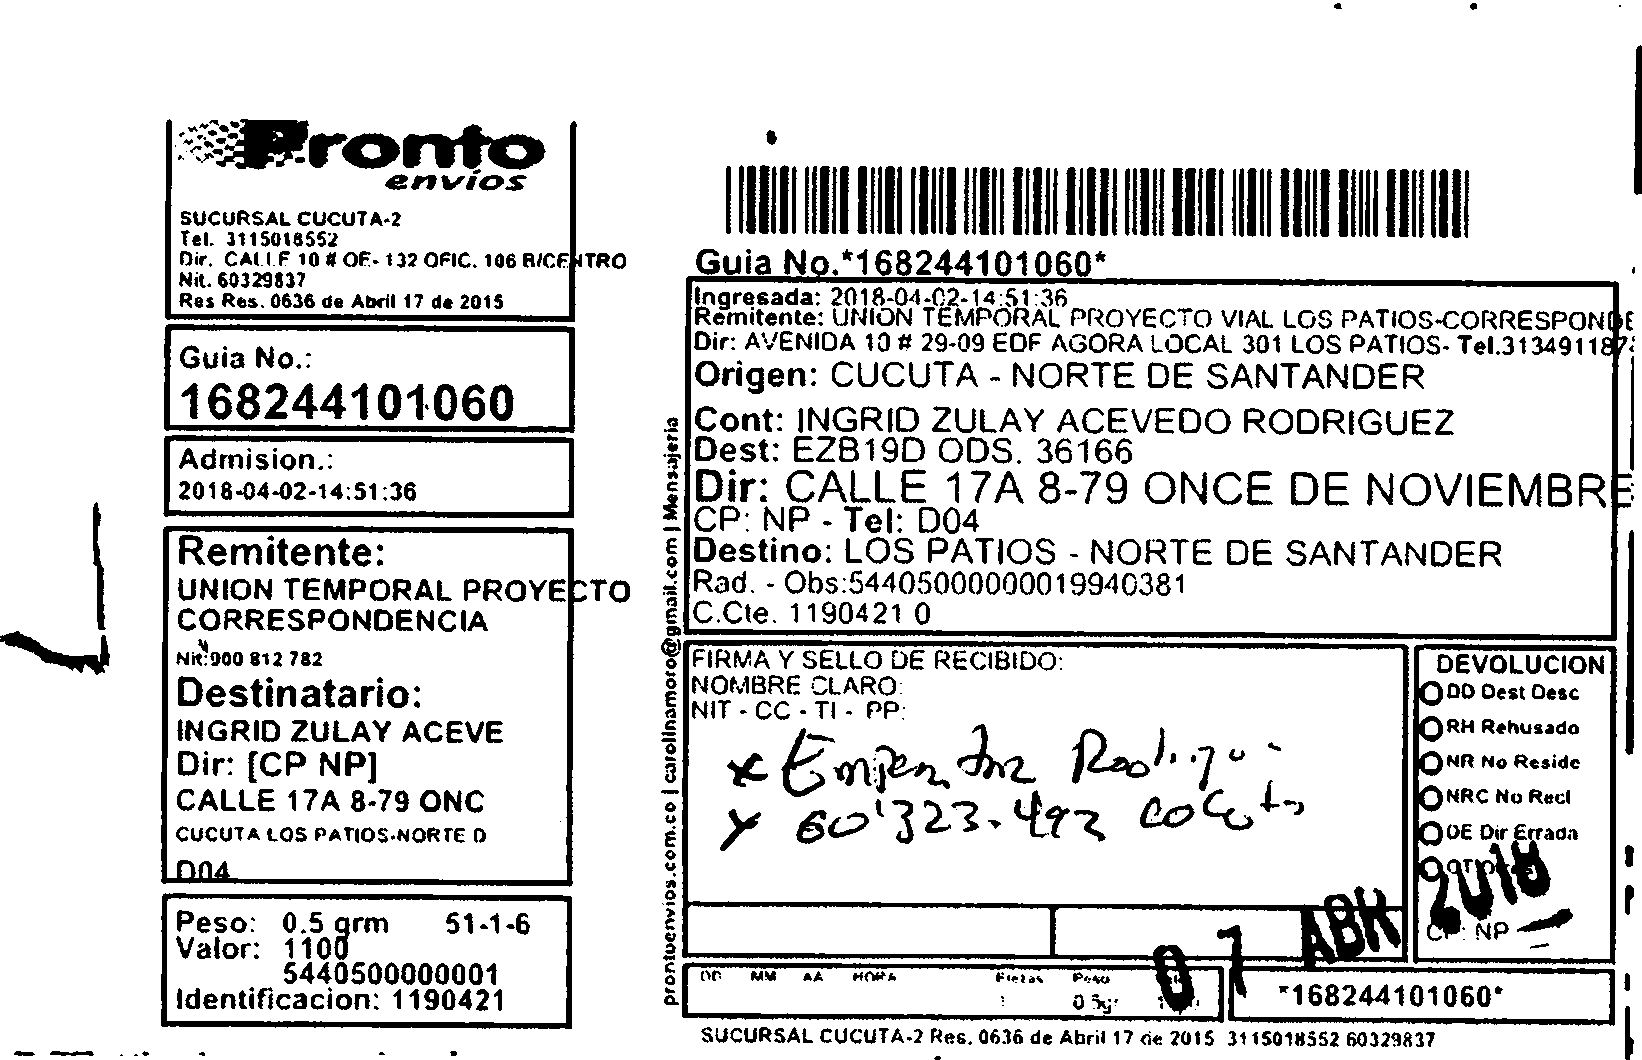 Pronto
envíos
SUCURSAL CUCUTA-2
Tel. 3115018552
Dir. CALLE 10 # OE- 132 OFIC. 106 B/CENTRO
Nit. 60329837
Res Res. 0636 de Abril 17 de 2015
Guia No.:
168244101060
Admision.:
2018-04-02-14:51:36
Remitente:
UNION TEMPORAL PROYECTO
CORRESPONDENCIA
Nit:900 812 782
Destinatario:
INGRID ZULAY ACEVE
Dir: [CP NP]
CALLE 17A 8-79 ONC
CUCUTA LOS PATIOS-NORTE D
D04
Peso: 0.5 grm 51-1-6
Valor: 1100
5440500000001
Identificacion: 1190421
prontoenvios.com.co | carolinamoro@gmail.com | Mensajeria
Guia No.*168244101060*
Ingresada: 2018-04-02-14:51:36
Remitente: UNION TEMPORAL PROYECTO VIAL LOS PATIOS-CORRESPONDE
Dir: AVENIDA 10 # 29-09 EDF AGORA LOCAL 301 LOS PATIOS- Tel.313491187
Origen: CUCUTA - NORTE DE SANTANDER
Cont: INGRID ZULAY ACEVEDO RODRIGUEZ
Dest: EZB19D ODS. 36166
Dir: CALLE 17A 8-79 ONCE DE NOVIEMBRE
CP: NP - Tel: D04
Destino: LOS PATIOS - NORTE DE SANTANDER
Rad. - Obs:54405000000019940381
C.Cte. 1190421 0
FIRMA Y SELLO DE RECIBIDO:
NOMBRE CLARO:
NIT - CC - TI - PP:
60'323.492
DEVOLUCION
DD Dest Desc
RH Rehusado
NR No Reside
NRC No Recl
DE Dir Errada
CP: NP
07 ABR 2018
DD MM AA HORA Piezas Peso
1 0.5gr
*168244101060*
SUCURSAL CUCUTA-2 Res. 0636 de Abril 17 de 2015 3115018552 60329837